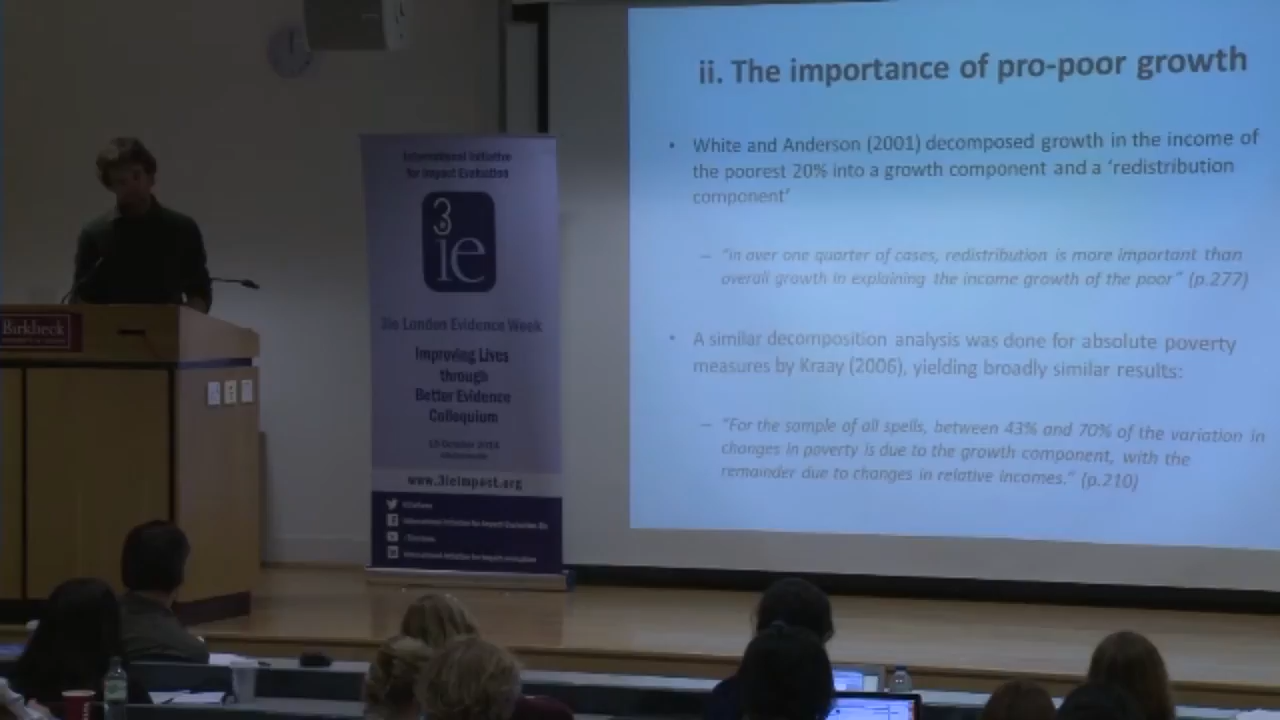 ii. The importance of pro-poor growth
• White and Anderson (2001) decomposed growth in the income of
the poorest 20% into a growth component and a ‘redistribution
component’
– “in over one quarter of cases, redistribution is more important than
overall growth in explaining the income growth of the poor” (p.277)
• A similar decomposition analysis was done for absolute poverty
measures by Kraay (2006), yielding broadly similar results:
– “For the sample of all spells, between 43% and 70% of the variation in
changes in poverty is due to the growth component, with the
remainder due to changes in relative incomes.” (p.210)
International Initiative
for Impact Evaluation
3
ie
3ie London Evidence Week
Improving Lives
through
Better Evidence
Colloquium
www.3ieimpact.org
Birkbeck